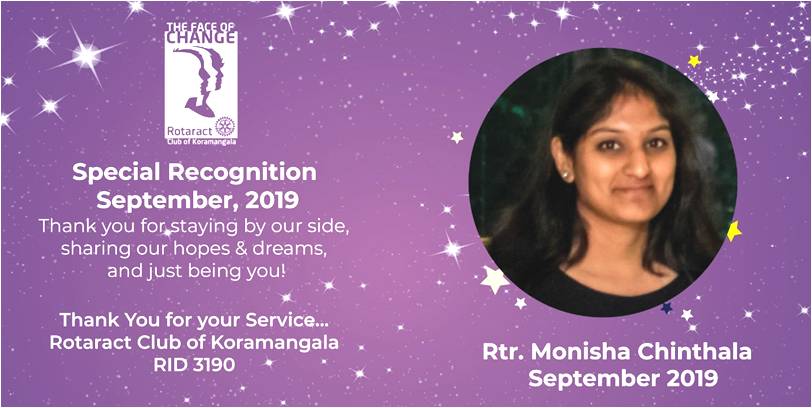 THE FACE OF
CHANGE
Rotaract
Club of Koramangala
Special Recognition
September, 2019
Thank you for staying by our side,
sharing our hopes & dreams,
and just being you!
Thank You for your Service...
Rotaract Club of Koramangala
RID 3190
Rtr. Monisha Chinthala
September 2019